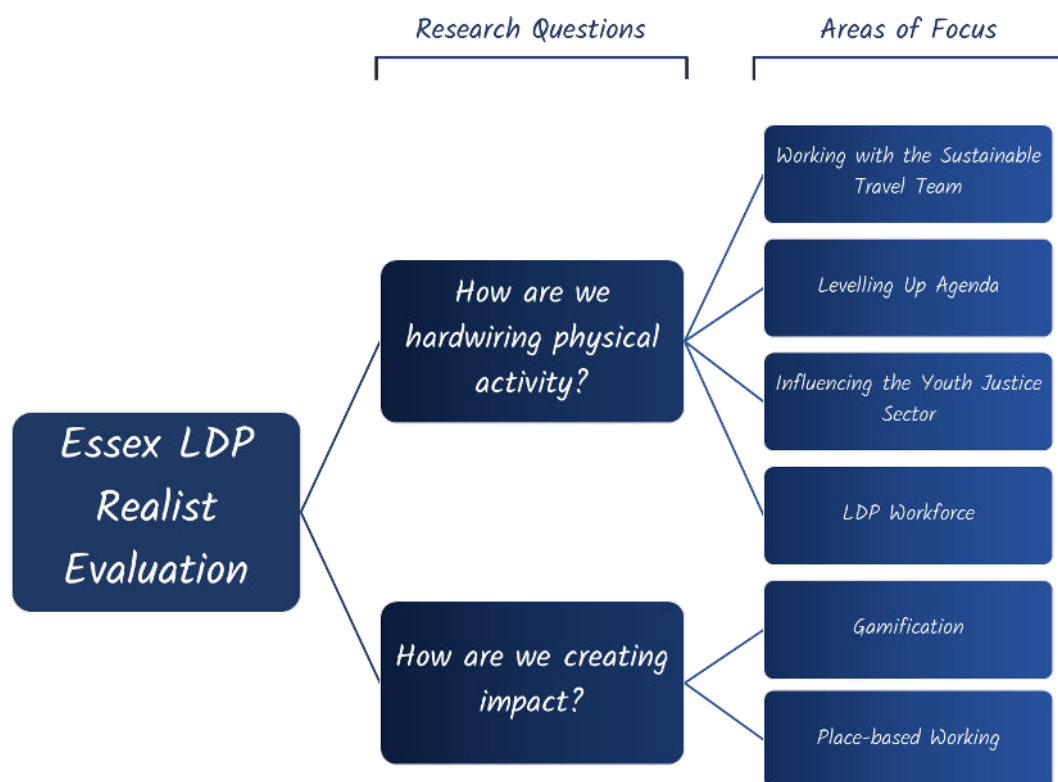 Research Questions
Areas of Focus
Essex LDP
Realist
Evaluation
How are we
hardwiring physical
activity?
Working with the Sustainable
Travel Team
Levelling Up Agenda
Influencing the Youth Justice
Sector
LDP Workforce
How are we creating
impact?
Gamification
Place-based Working